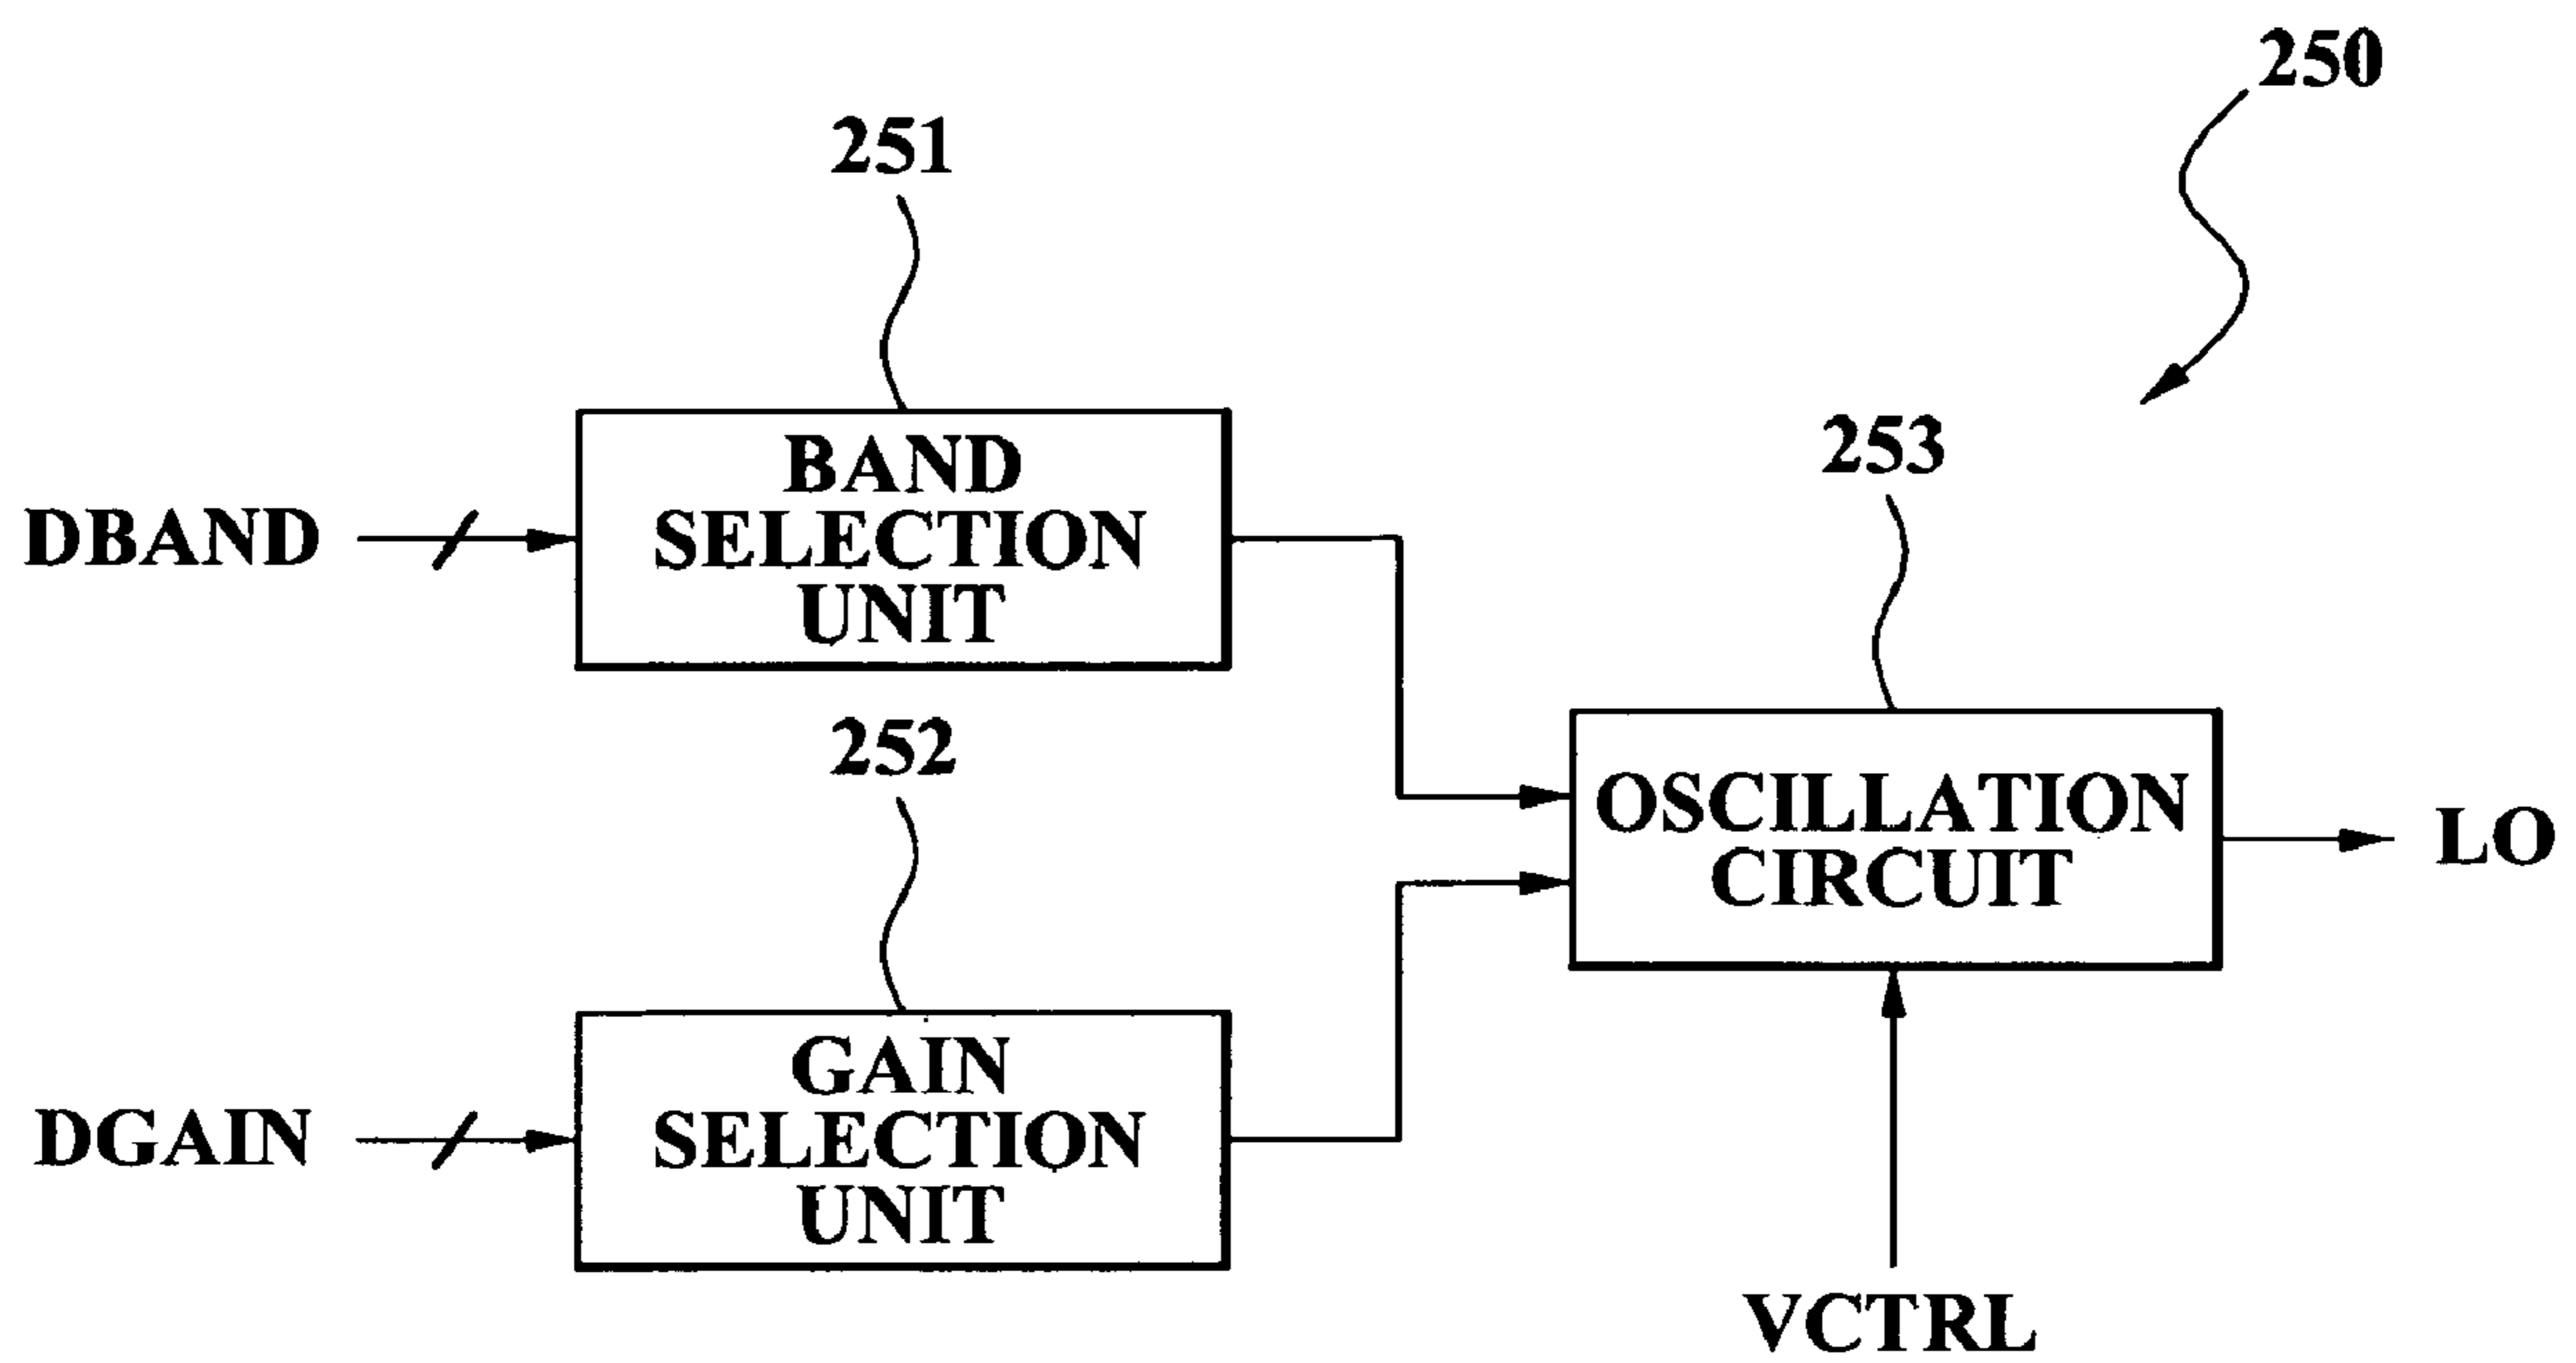 250
251
BAND
SELECTION
UNIT
DBAND
253
252
OSCILLATION
CIRCUIT
LO
GAIN
SELECTION
UNIT
DGAIN
VCTRL